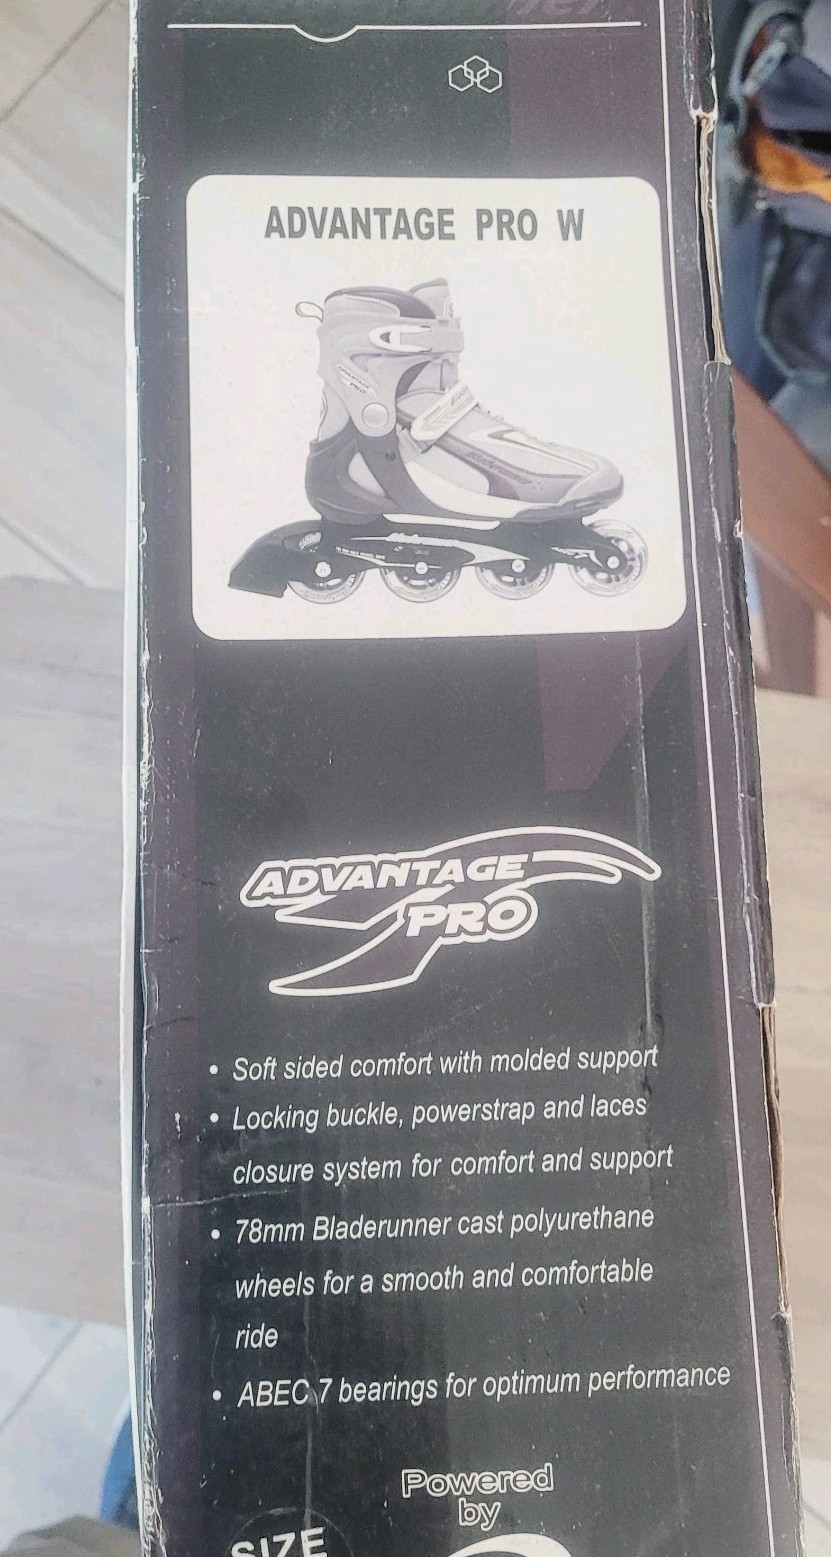 ADVANTAGE PRO W
ADVANTAGE
PRO
• Soft sided comfort with molded support
• Locking buckle, powerstrap and laces
closure system for comfort and support
• 78mm Bladerunner cast polyurethane
wheels for a smooth and comfortable
ride
• ABEC 7 bearings for optimum performance
Powered
by
SIZE